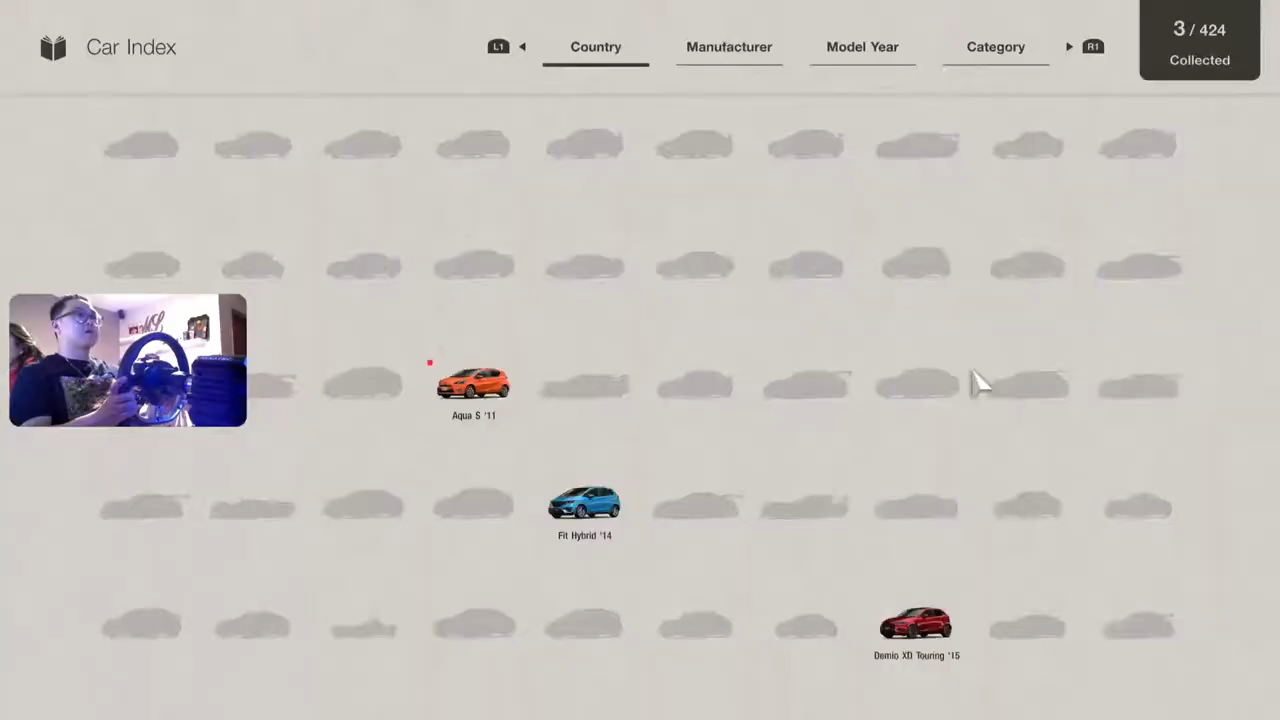 Car Index
L1
Country
Manufacturer
Model Year
Category
R1
3 / 424
Collected
Aqua S '11
Fit Hybrid '14
Demio XD Touring '15